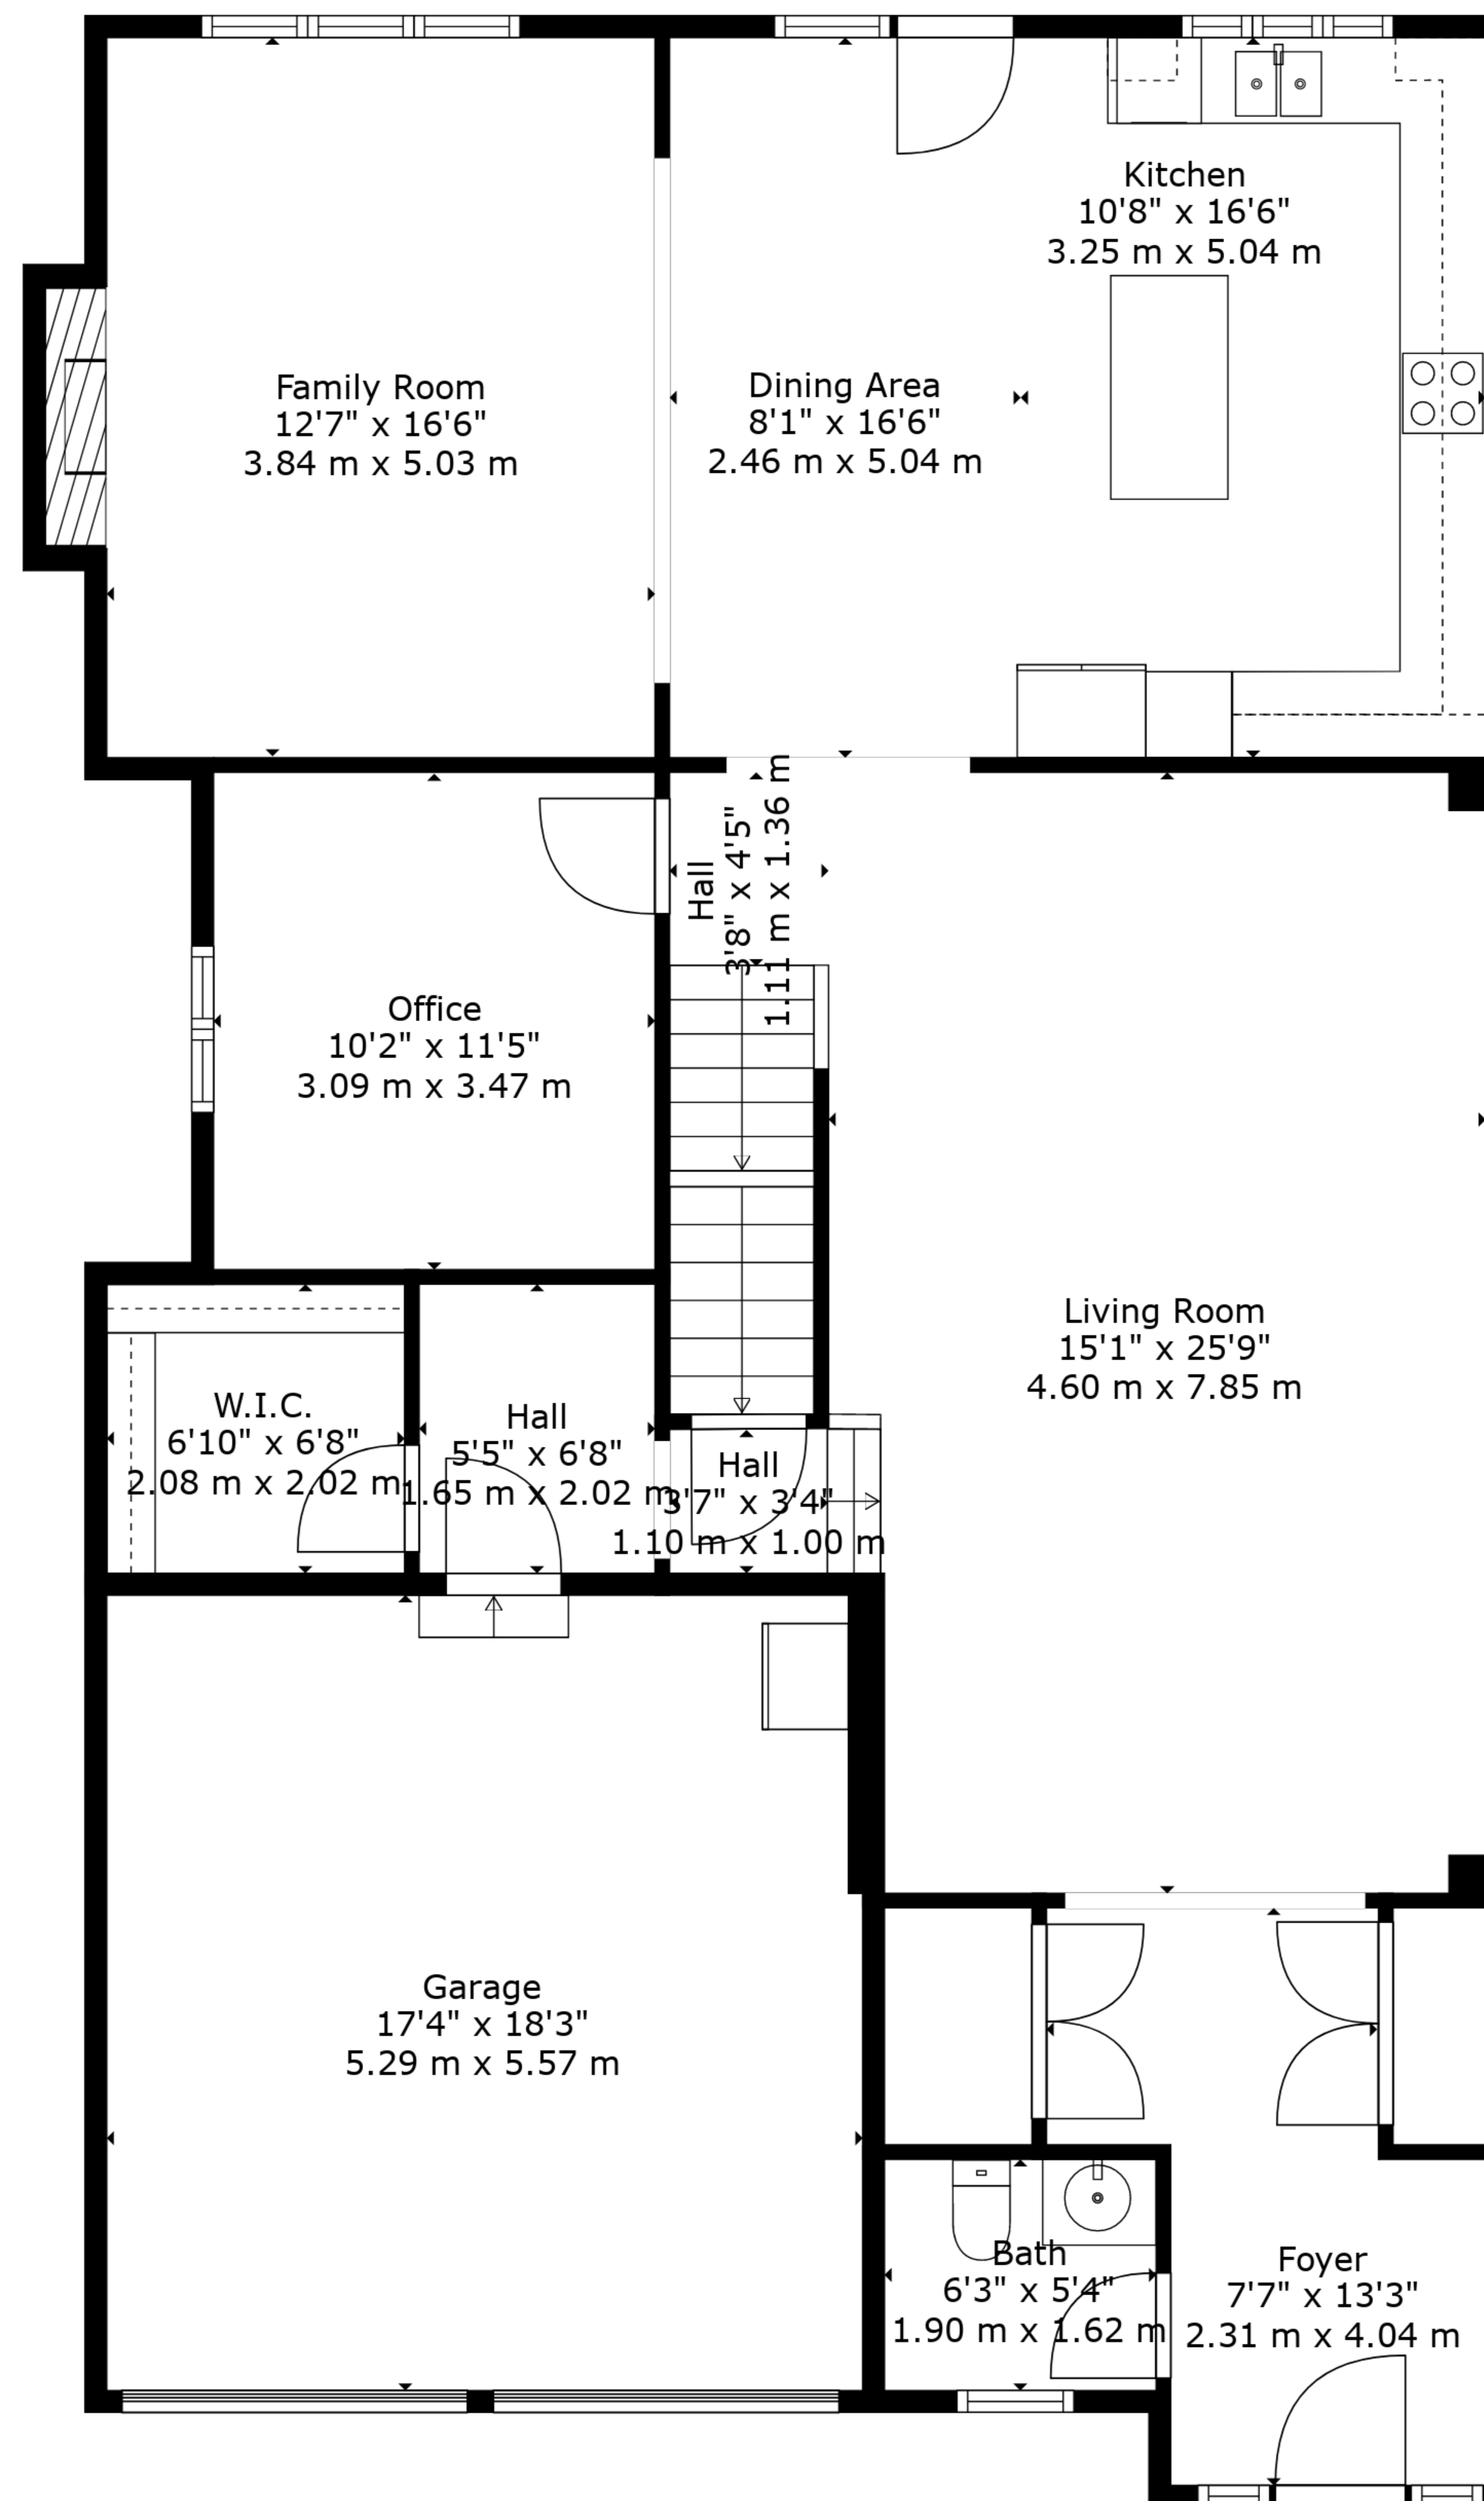 Kitchen
10'8" x 16'6"
3.25 m x 5.04 m
Family Room
12'7" x 16'6"
3.84 m x 5.03 m
Dining Area
8'1" x 16'6"
2.46 m x 5.04 m
Hall
3'8" x 4'5"
1.11 m x 1.36 m
Office
10'2" x 11'5"
3.09 m x 3.47 m
Living Room
15'1" x 25'9"
4.60 m x 7.85 m
W.I.C.
6'10" x 6'8"
2.08 m x 2.02 m
Hall
5'5" x 6'8"
1.65 m x 2.02 m
Hall
3'7" x 3'4"
1.10 m x 1.00 m
Garage
17'4" x 18'3"
5.29 m x 5.57 m
Bath
6'3" x 5'4"
1.90 m x 1.62 m
Foyer
7'7" x 13'3"
2.31 m x 4.04 m